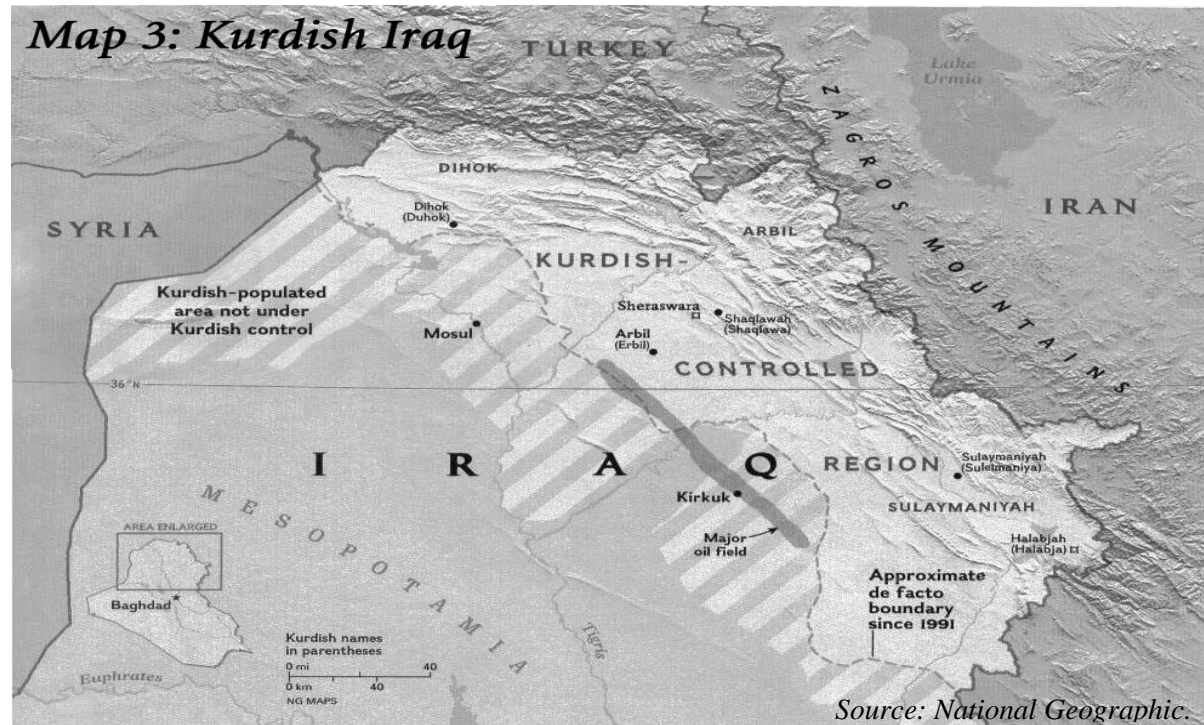 Map 3: Kurdish Iraq
TURKEY
Lake
Urmia
ZAGROS MOUNTAINS
DIHOK
IRAN
SYRIA
Dihok
(Duhok)
ARBIL
KURDISH-
Kurdish-populated
area not under
Kurdish control
Sheraswara
Shaqlawah
(Shaqlawa)
Mosul
Arbil
(Erbil)
CONTROLLED
36°N
IRAQ
REGION
Sulaymaniyah
(Suleimaniya)
Kirkuk
SULAYMANIYAH
MESOPOTAMIA
AREA ENLARGED
Major
oil field
Halabjah
(Halabja)
Approximate
de facto
boundary
since 1991
Baghdad
Kurdish names
in parentheses
Tigris
0 mi 40
0 km 40
Euphrates
NG MAPS
Source: National Geographic